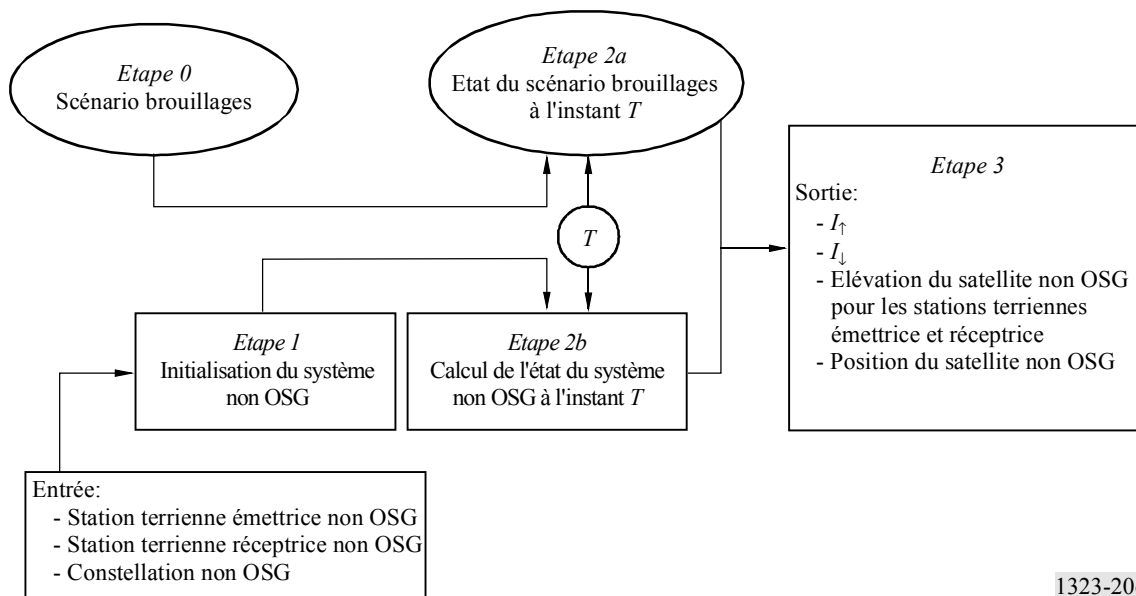 Etape 0
Scénario brouillages
Etape 2a
Etat du scénario brouillages
à l'instant T
T
Etape 1
Initialisation du système
non OSG
Etape 2b
Calcul de l'état du système
non OSG à l'instant T
Etape 3
Sortie:
- I↑
- I↓
- Elévation du satellite non OSG
pour les stations terriennes
émettrice et réceptrice
- Position du satellite non OSG
Entrée:
- Station terrienne émettrice non OSG
- Station terrienne réceptrice non OSG
- Constellation non OSG